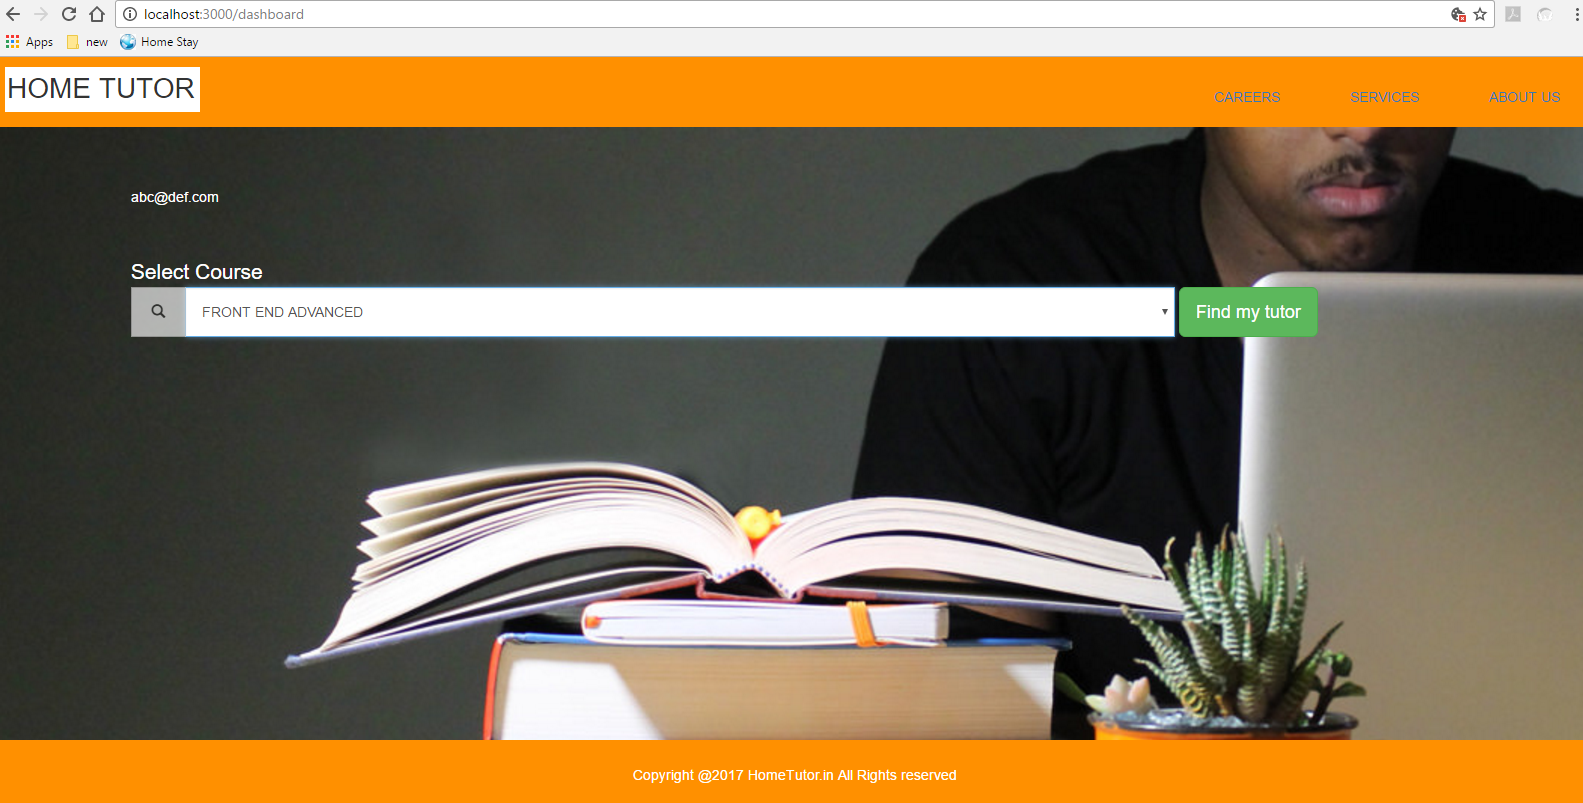 localhost:3000/dashboard
Apps new Home Stay
HOME TUTOR
CAREERS SERVICES ABOUT US
abc@def.com
Select Course
FRONT END ADVANCED
Find my tutor
Copyright @2017 HomeTutor.in All Rights reserved